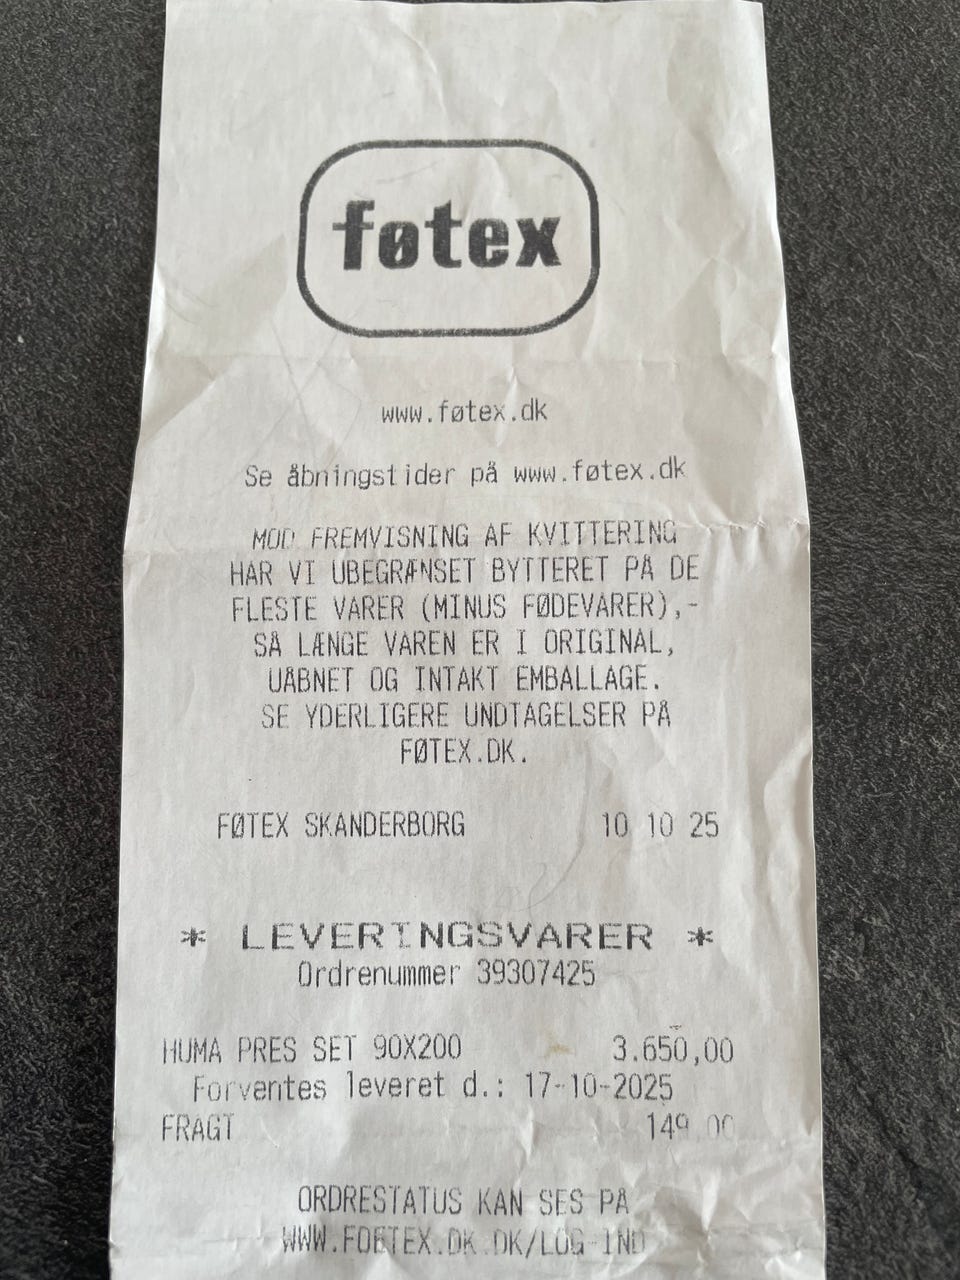 føtex
www.føtex.dk
Se åbningstider på www.føtex.dk
MOD FREMVISNING AF KVITTERING
HAR VI UBEGRÆNSET BYTTERET PÅ DE
FLESTE VARER (MINUS FØDEVARER),-
SÅ LÆNGE VAREN ER I ORIGINAL,
UÅBNET OG INTAKT EMBALLAGE.
SE YDERLIGERE UNDTAGELSER PÅ
FØTEX.DK.
FØTEX SKANDERBORG 10 10 25
* LEVERINGSVARER *
Ordrenummer 39307425
HUMA PRES SET 90X200 3.650,00
Forventes leveret d.: 17-10-2025
FRAGT 149,00
ORDRESTATUS KAN SES PÅ
WWW.FOETEX.DK.DK/LOG-IND